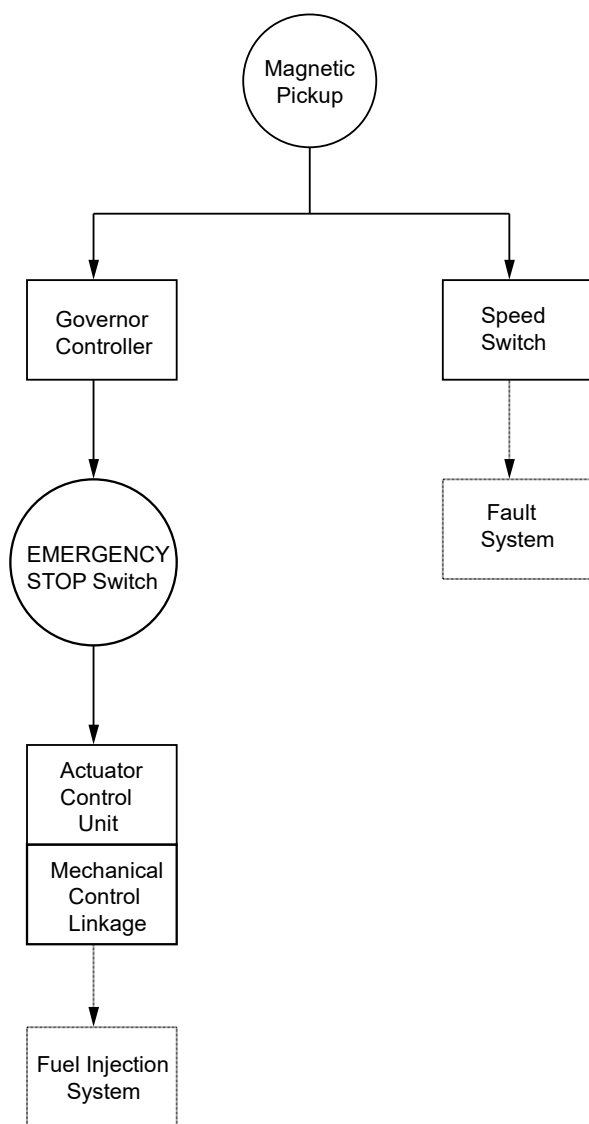 Magnetic
Pickup
Governor
Controller
Speed
Switch
EMERGENCY
STOP Switch
Fault
System
Actuator
Control
Unit
Mechanical
Control
Linkage
Fuel Injection
System